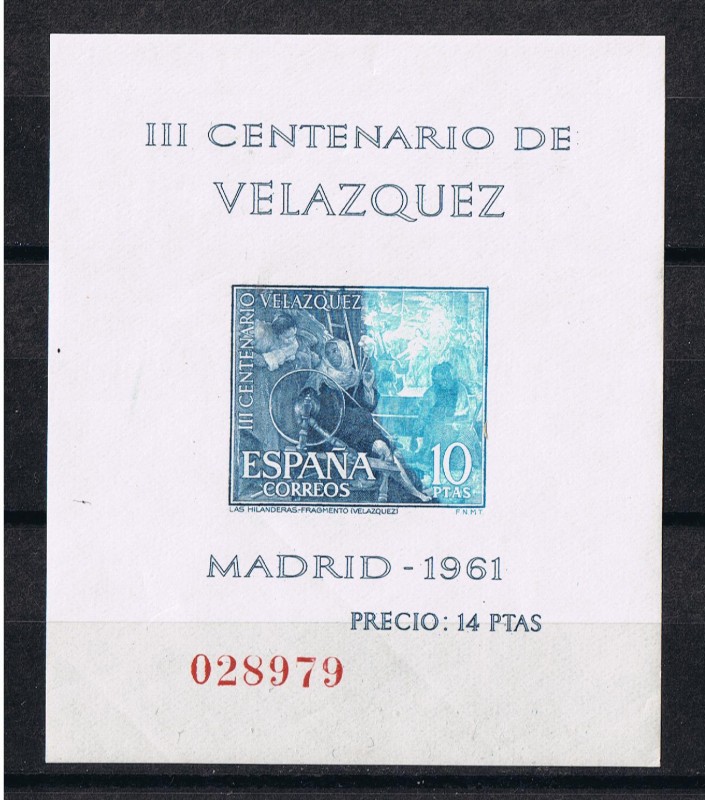 III CENTENARIO DE
VELAZQUEZ
III CENTENARIO VELAZQUEZ
ESPAÑA
CORREOS
10
PTAS
LAS HILANDERAS.-FRAGMENTO (VELAZQUEZ)
F.N.M.T.
MADRID - 1961
PRECIO: 14 PTAS
028979